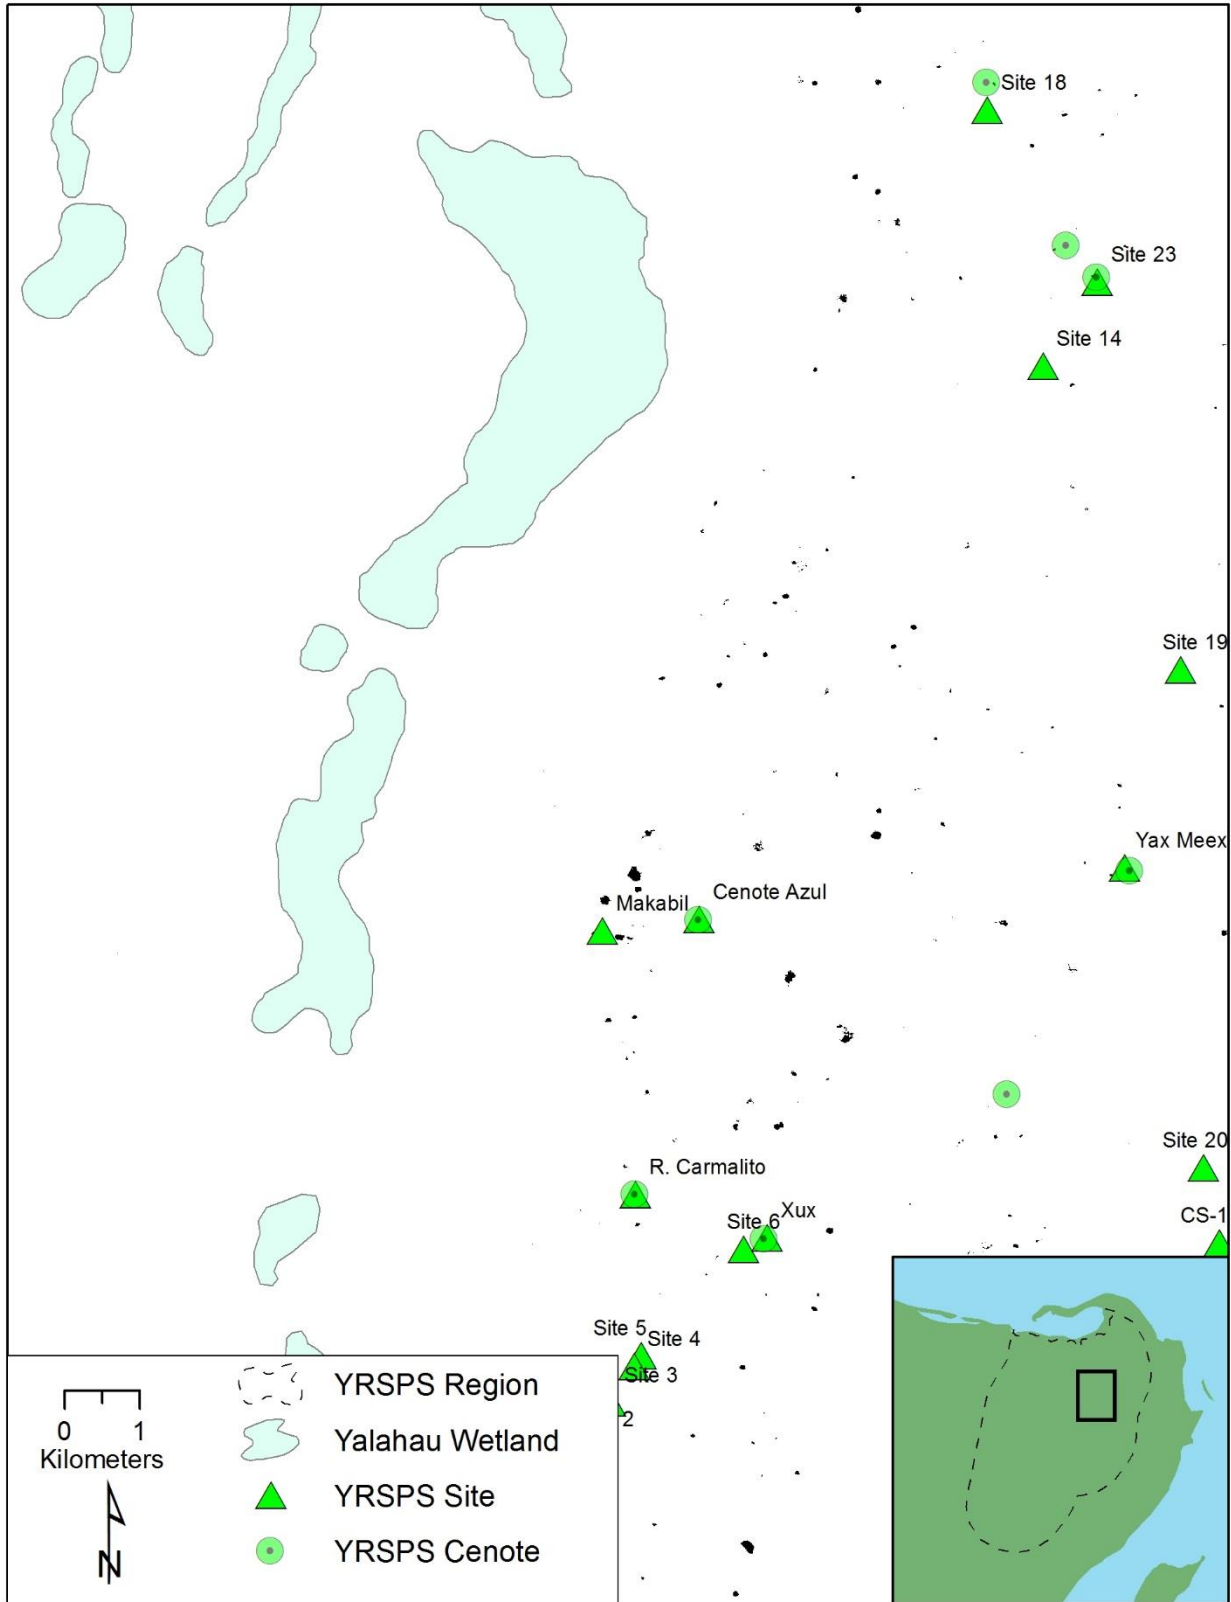 Site 18
Site 23
Site 14
Site 19
Yax Meex
Cenote Azul
Makabil
Site 20
R. Carmalito
Xux
Site 6
CS-1
Site 5
Site 4
Site 3
2
0 1
Kilometers
N
YRSPS Region
Yalahau Wetland
YRSPS Site
YRSPS Cenote